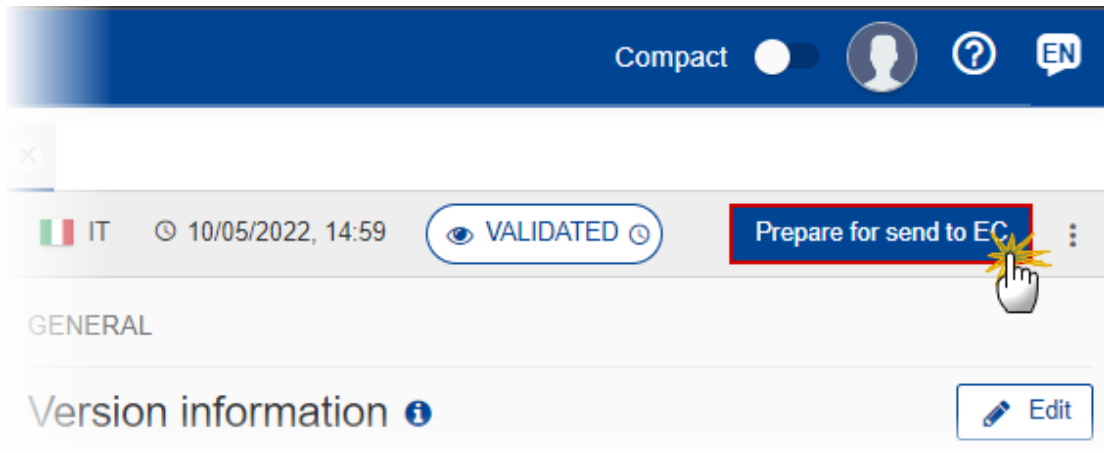 Compact EN
IT 10/05/2022, 14:59 VALIDATED Prepare for send to EC
GENERAL
Version information Edit